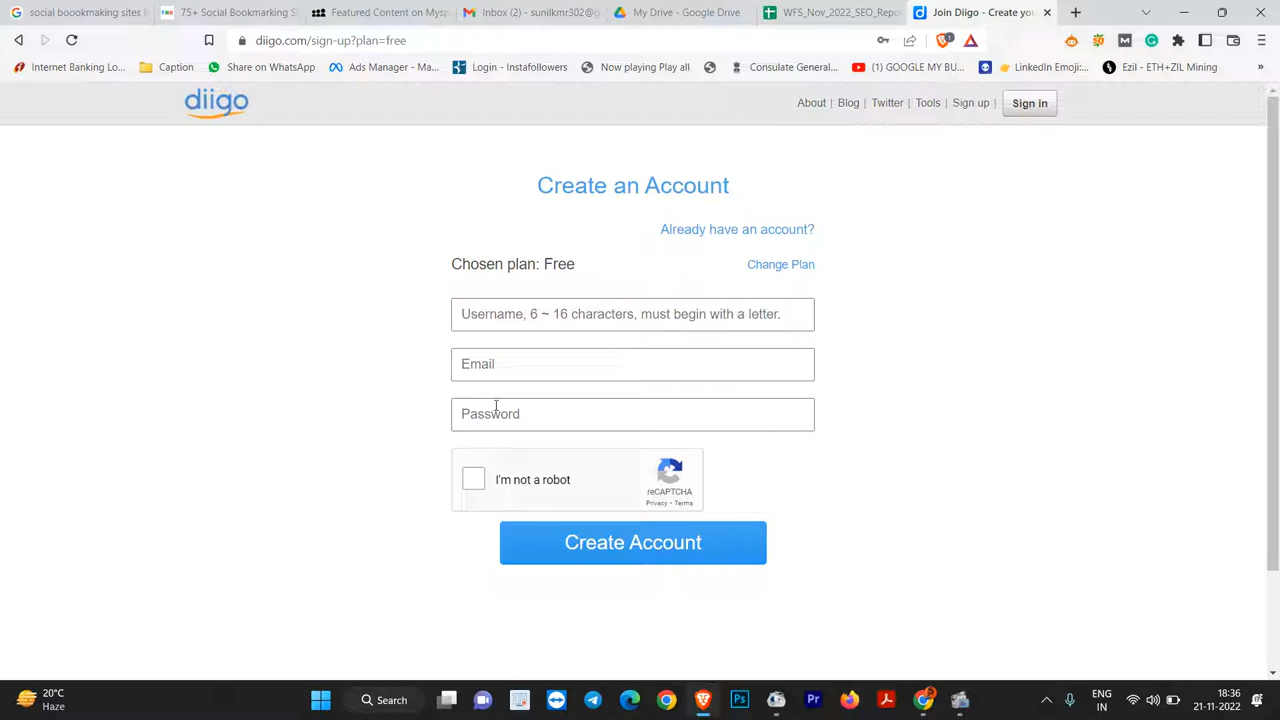 social boookmaking sites l
75+ Social Bookmarking Si
Featured Content on Mysp
Inbox (2) - sunilkmr302@g
My Drive - Google Drive
WFS_Nov_2022_SEO_Repo
Join Diigo - Create you
diigo.com/sign-up?plan=free
Internet Banking Lo...
Caption
Share on WhatsApp
Ads Manager - Ma...
Login - Instafollowers
Now playing Play all
Consulate General...
(1) GOOGLE MY BU...
LinkedIn Emoji:...
Ezil - ETH+ZIL Mining
diigo
About | Blog | Twitter | Tools | Sign up | Sign in
Create an Account
Already have an account?
Chosen plan: Free
Change Plan
Username, 6 ~ 16 characters, must begin with a letter.
Email
Password
I'm not a robot
reCAPTCHA
Privacy - Terms
Create Account
20°C
Haze
Search
ENG
IN
18:36
21-11-2022